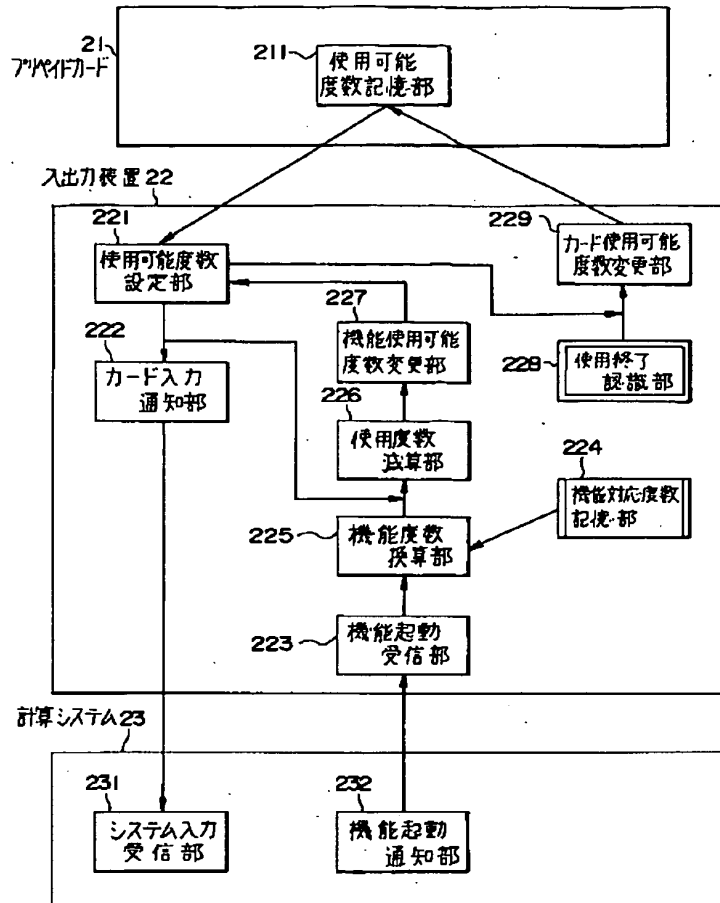 21
プリペイドカード
211
使用可能
度数記憶部
入出力装置22
221
使用可能度数
設定部
229
カード使用可能
度数変更部
227
機能使用可能
度数変更部
222
カード入力
通知部
228
使用終了
認識部
226
使用度数
減算部
224
機能対応度数
記憶部
225
機能度数
換算部
223
機能起動
受信部
計算システム23
231
システム入力
受信部
232
機能起動
通知部